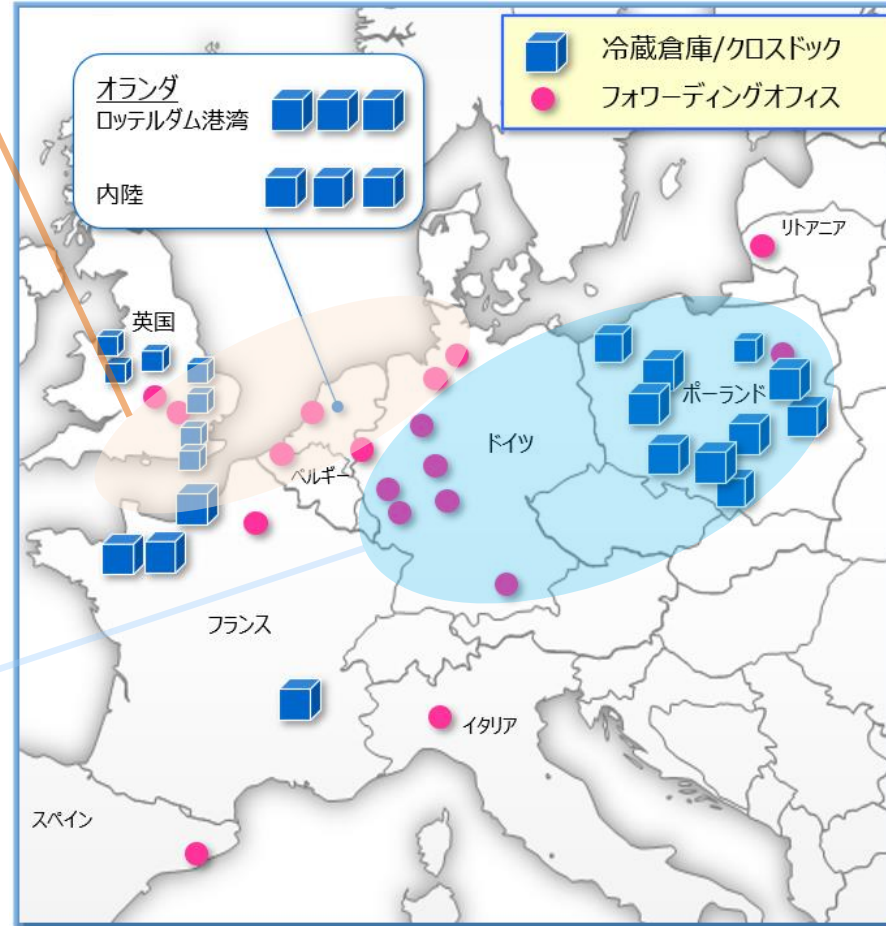 冷蔵倉庫/クロスドック
フォワーディングオフィス
オランダ
ロッテルダム港湾
内陸
リトアニア
英国
ポーランド
ドイツ
ベルギー
フランス
イタリア
スペイン